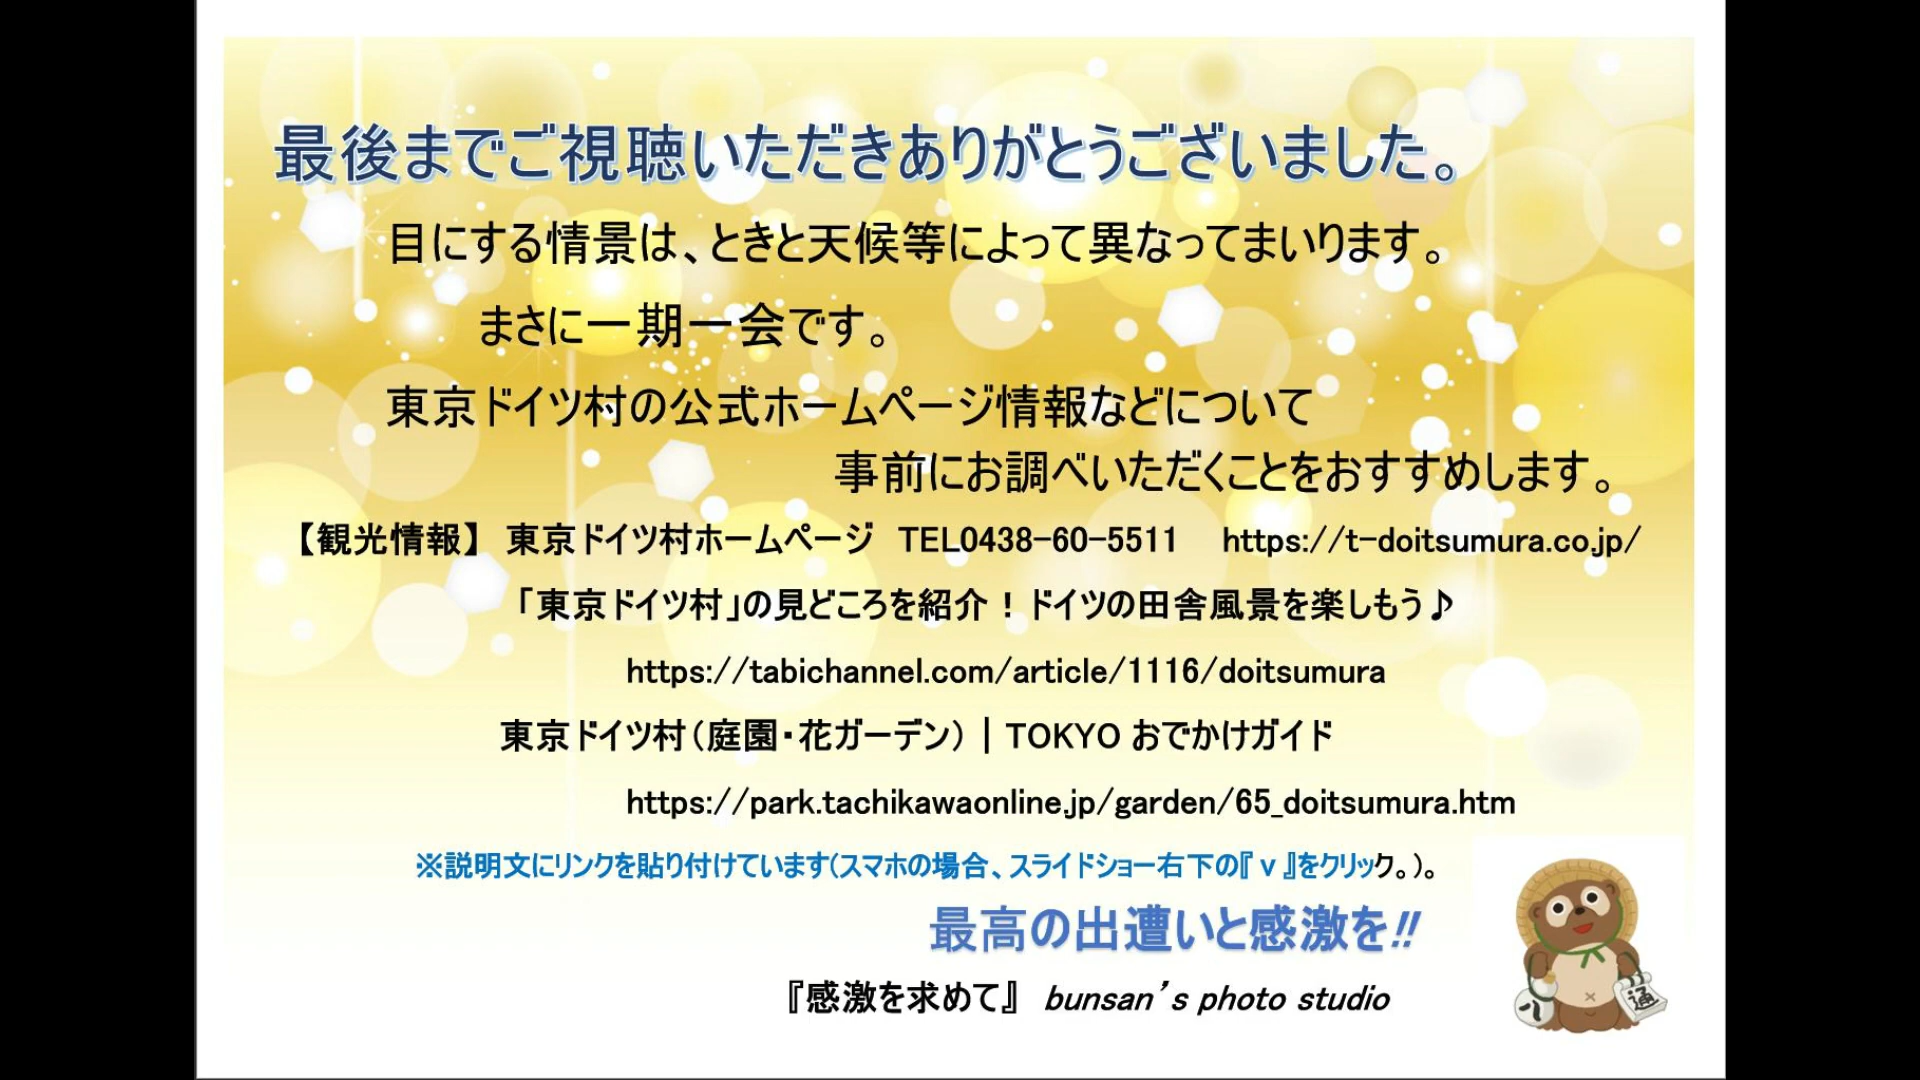 最後までご視聴いただきありがとうございました。
目にする情景は、ときと天候等によって異なってまいります。
まさに一期一会です。
東京ドイツ村の公式ホームページ情報などについて
事前にお調べいただくことをおすすめします。
【観光情報】 東京ドイツ村ホームページ TEL0438-60-5511 https://t-doitsumura.co.jp/
「東京ドイツ村」の見どころを紹介！ドイツの田舎風景を楽しもう♪
https://tabichannel.com/article/1116/doitsumura
東京ドイツ村（庭園・花ガーデン）｜TOKYO おでかけガイド
https://park.tachikawaonline.jp/garden/65_doitsumura.htm
※説明文にリンクを貼り付けています(スマホの場合、スライドショー右下の『v』をクリック。)。
最高の出遭いと感激を!!
『感激を求めて』 bunsan's photo studio
八
通